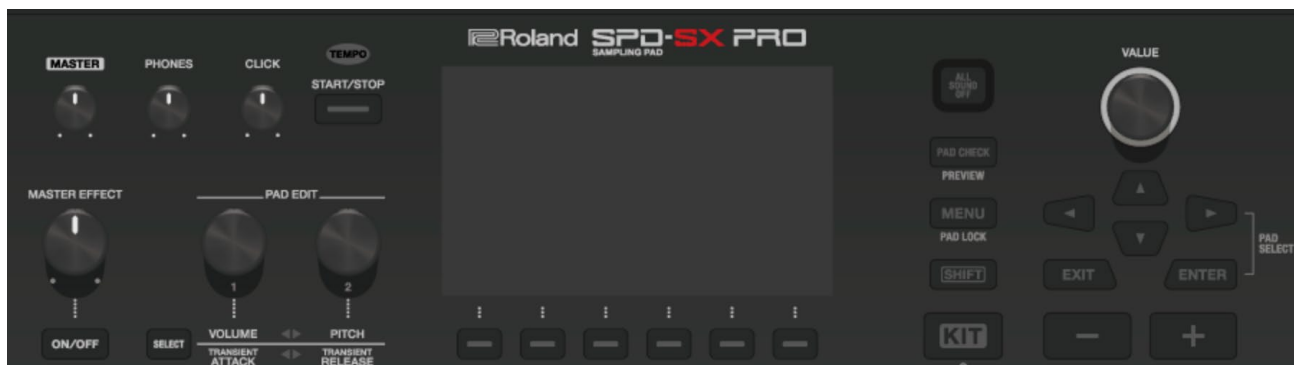 Roland SPD-SX PRO
SAMPLING PAD
MASTER
PHONES
CLICK
TEMPO
START/STOP
ALL
SOUND
OFF
VALUE
PAD CHECK
PREVIEW
MASTER EFFECT
PAD EDIT
MENU
PAD LOCK
PAD
SELECT
SHIFT
EXIT
ENTER
1
2
ON/OFF
SELECT
VOLUME
PITCH
TRANSIENT
ATTACK
TRANSIENT
RELEASE
KIT
−
+